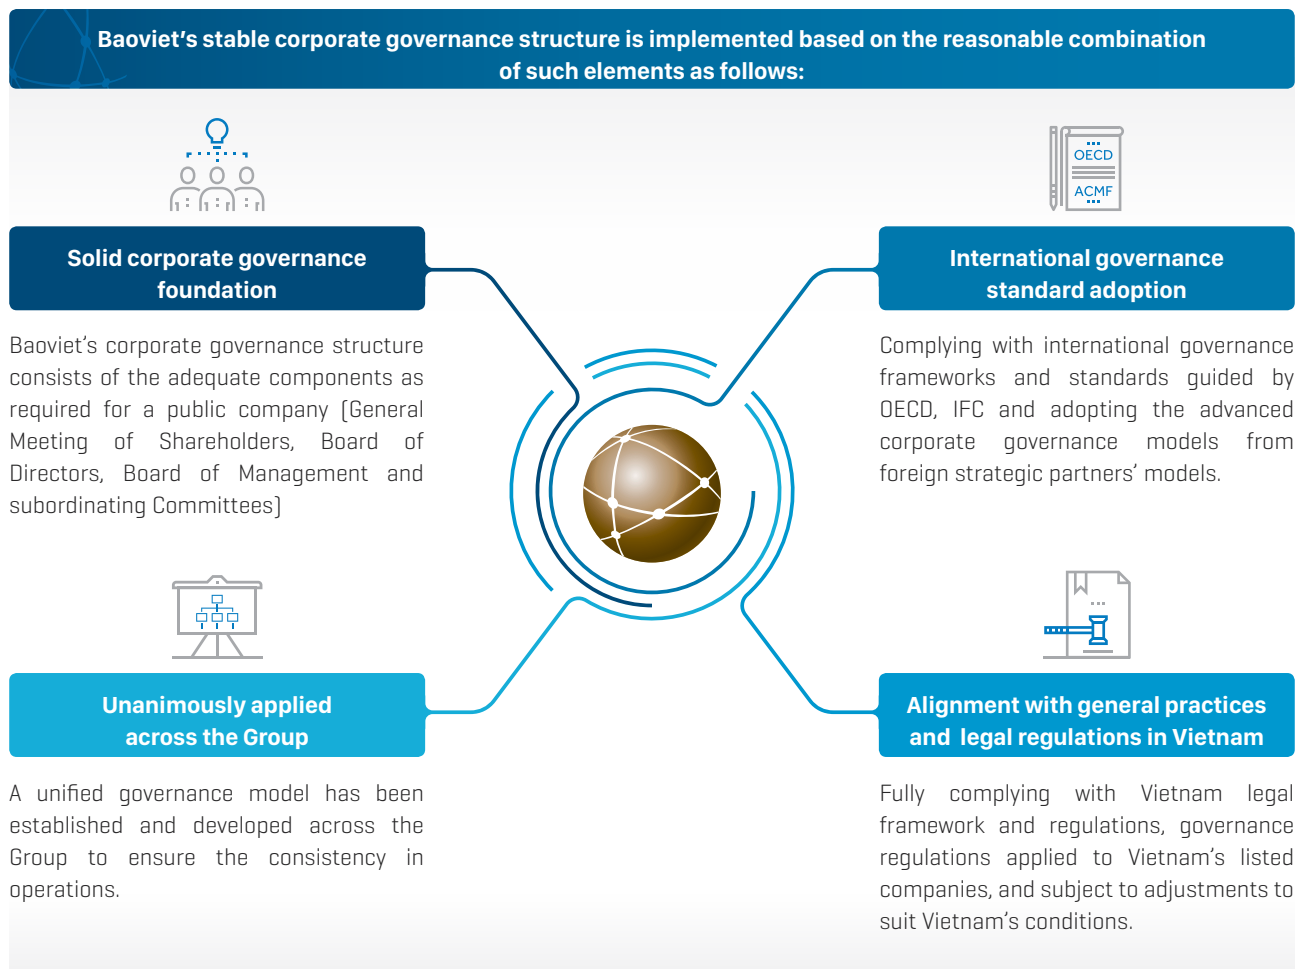 Baoviet's stable corporate governance structure is implemented based on the reasonable combination
of such elements as follows:
OECD
ACMF
Solid corporate governance
foundation
Baoviet's corporate governance structure
consists of the adequate components as
required for a public company (General
Meeting of Shareholders, Board of
Directors, Board of Management and
subordinating Committees)
International governance
standard adoption
Complying with international governance
frameworks and standards guided by
OECD, IFC and adopting the advanced
corporate governance models from
foreign strategic partners' models.
Unanimously applied
across the Group
A unified governance model has been
established and developed across the
Group to ensure the consistency in
operations.
Alignment with general practices
and legal regulations in Vietnam
Fully complying with Vietnam legal
framework and regulations, governance
regulations applied to Vietnam's listed
companies, and subject to adjustments to
suit Vietnam's conditions.